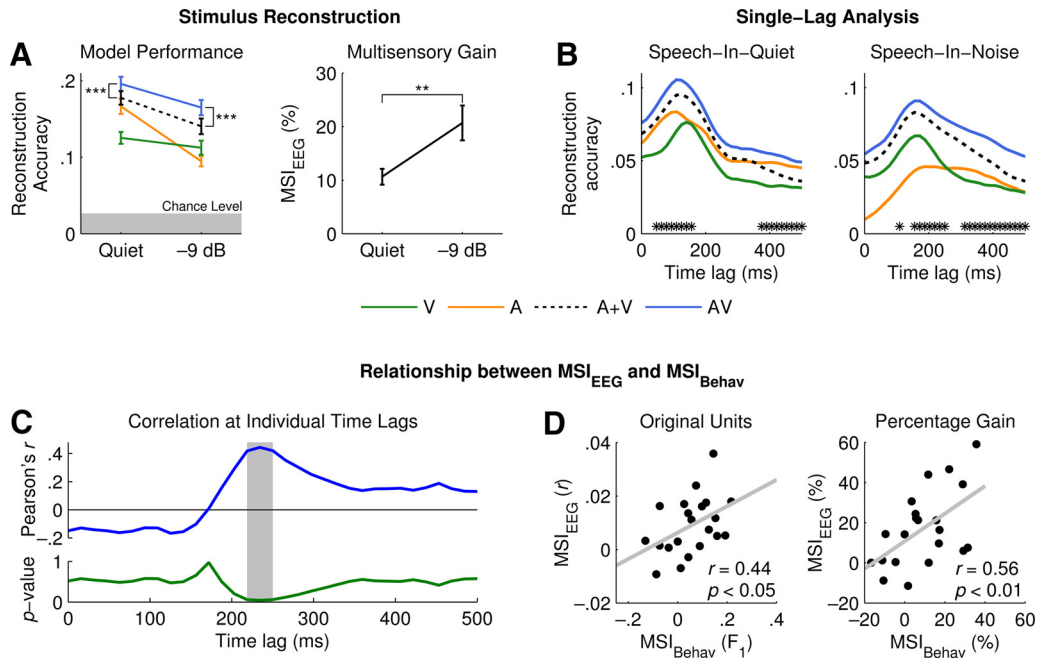 Stimulus Reconstruction
Single−Lag Analysis
A
Model Performance
Reconstruction
Accuracy
.2
.1
0
***
***
Chance Level
Quiet
−9 dB
Multisensory Gain
MSI_EEG (%)
30
20
10
0
**
Quiet
−9 dB
B
Speech−In−Quiet
Reconstruction
accuracy
.1
.05
0
***********
**********
0
200
400
Time lag (ms)
Speech−In−Noise
.1
.05
0
*
********
***************
0
200
400
Time lag (ms)
V
A
A+V
AV
Relationship between MSI_EEG and MSI_Behav
C
Correlation at Individual Time Lags
Pearson's r
.4
.2
0
−.2
p−value
1
0
0
100
200
300
400
500
Time lag (ms)
D
Original Units
MSI_EEG (r)
.04
.02
0
−.02
r = 0.44
p < 0.05
−.2
0
.2
.4
MSI_Behav (F_1)
Percentage Gain
MSI_EEG (%)
60
40
20
0
−20
r = 0.56
p < 0.01
−20
0
20
40
60
MSI_Behav (%)